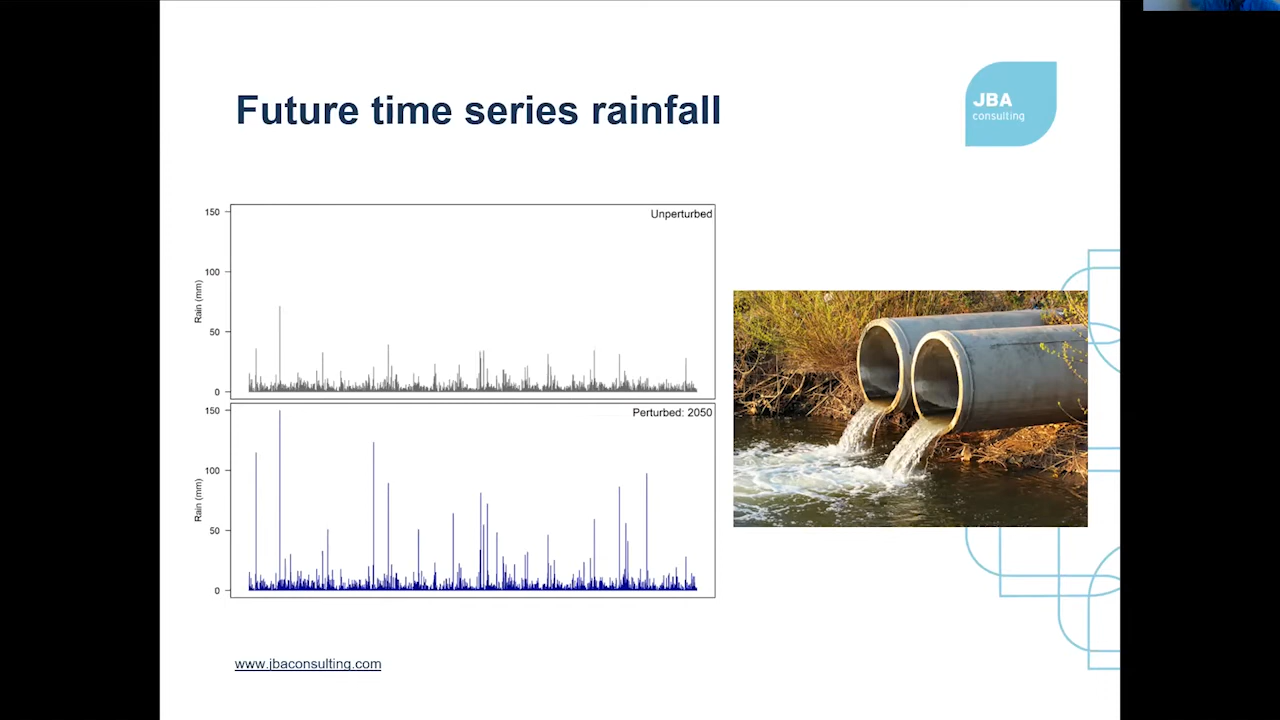 Future time series rainfall
JBA
consulting
Unperturbed
150
100
50
0
Rain (mm)
Perturbed: 2050
150
100
50
0
Rain (mm)
www.jbaconsulting.com